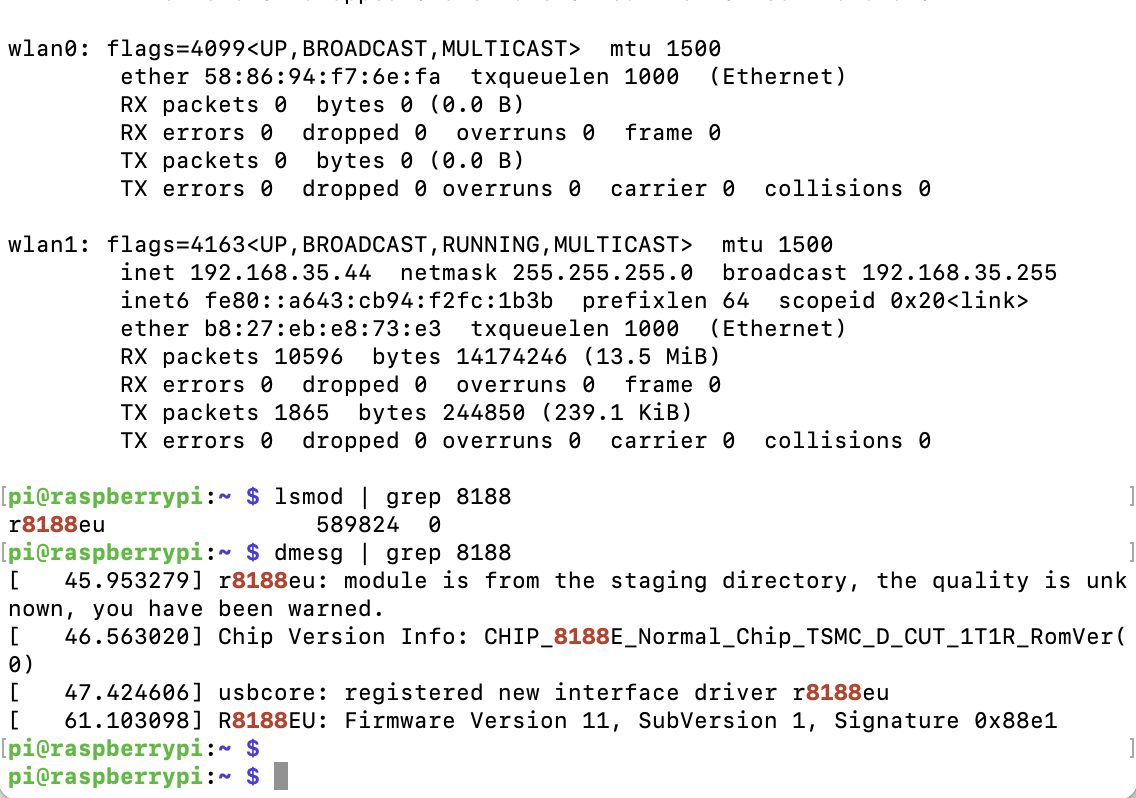 wlan0: flags=4099<UP,BROADCAST,MULTICAST>  mtu 1500
        ether 58:86:94:f7:6e:fa  txqueuelen 1000  (Ethernet)
        RX packets 0  bytes 0 (0.0 B)
        RX errors 0  dropped 0  overruns 0  frame 0
        TX packets 0  bytes 0 (0.0 B)
        TX errors 0  dropped 0 overruns 0  carrier 0  collisions 0

wlan1: flags=4163<UP,BROADCAST,RUNNING,MULTICAST>  mtu 1500
        inet 192.168.35.44  netmask 255.255.255.0  broadcast 192.168.35.255
        inet6 fe80::a643:cb94:f2fc:1b3b  prefixlen 64  scopeid 0x20<link>
        ether b8:27:eb:e8:73:e3  txqueuelen 1000  (Ethernet)
        RX packets 10596  bytes 14174246 (13.5 MiB)
        RX errors 0  dropped 0  overruns 0  frame 0
        TX packets 1865  bytes 244850 (239.1 KiB)
        TX errors 0  dropped 0 overruns 0  carrier 0  collisions 0

[pi@raspberrypi:~ $ lsmod | grep 8188 ]
r8188eu               589824  0
[pi@raspberrypi:~ $ dmesg | grep 8188 ]
[   45.953279] r8188eu: module is from the staging directory, the quality is unk
nown, you have been warned.
[   46.563020] Chip Version Info: CHIP_8188E_Normal_Chip_TSMC_D_CUT_1T1R_RomVer(
0)
[   47.424606] usbcore: registered new interface driver r8188eu
[   61.103098] R8188EU: Firmware Version 11, SubVersion 1, Signature 0x88e1
[pi@raspberrypi:~ $ ]
pi@raspberrypi:~ $